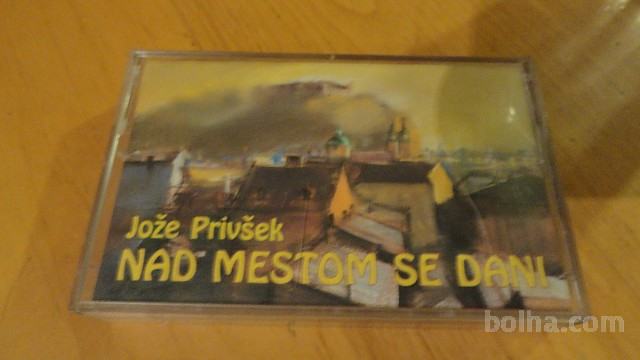 Jože Privšek
NAD MESTOM SE DANI
bolha.com